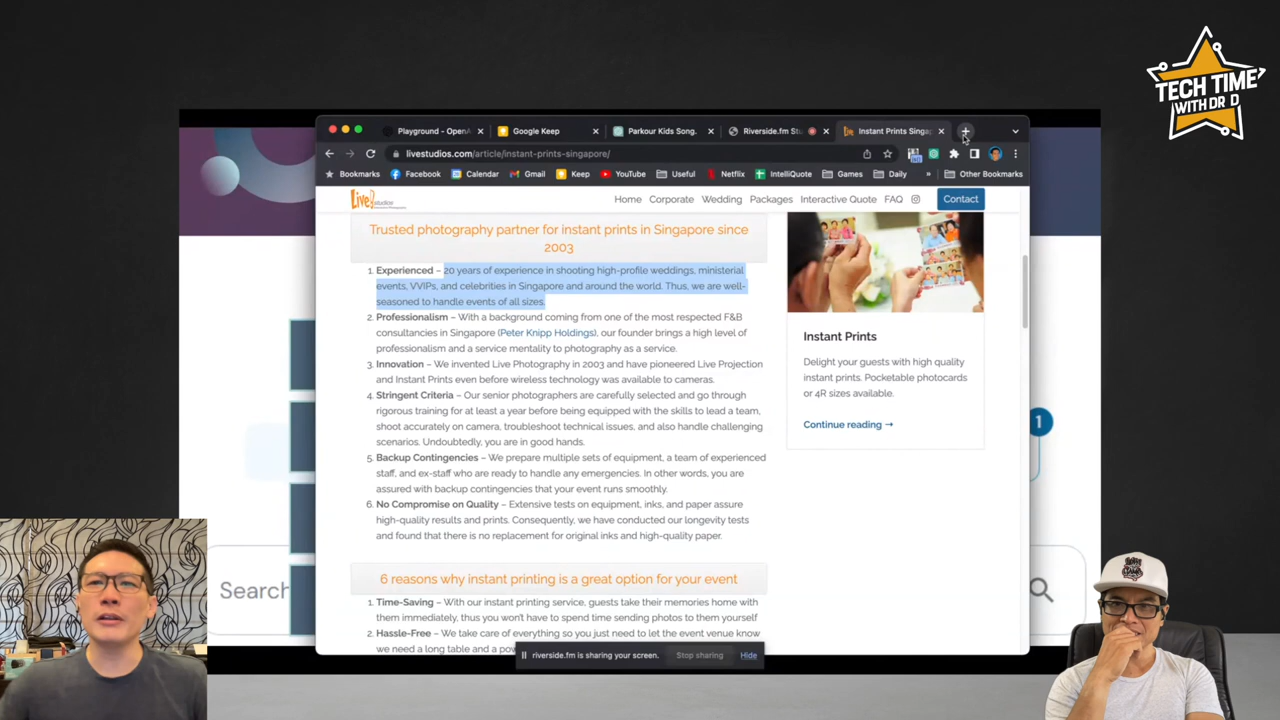 TECH TIME
WITH DR D
Playground - OpenA
Google Keep
Parkour Kids Song.
Riverside.fm Stu
Instant Prints Singap
livestudios.com/article/instant-prints-singapore/
Bookmarks Facebook Calendar Gmail Keep YouTube Useful Netflix IntelliQuote Games Daily » Other Bookmarks
Live!
studios
Home Corporate Wedding Packages Interactive Quote FAQ Contact
Trusted photography partner for instant prints in Singapore since
2003
1. Experienced – 20 years of experience in shooting high-profile weddings, ministerial
events, VVIPs, and celebrities in Singapore and around the world. Thus, we are well-
seasoned to handle events of all sizes.
2. Professionalism – With a background coming from one of the most respected F&B
consultancies in Singapore (Peter Knipp Holdings), our founder brings a high level of
professionalism and a service mentality to photography as a service.
3. Innovation – We invented Live Photography in 2003 and have pioneered Live Projection
and Instant Prints even before wireless technology was available to cameras.
4. Stringent Criteria – Our senior photographers are carefully selected and go through
rigorous training for at least a year before being equipped with the skills to lead a team,
shoot accurately on camera, troubleshoot technical issues, and also handle challenging
scenarios. Undoubtedly, you are in good hands.
5. Backup Contingencies – We prepare multiple sets of equipment, a team of experienced
staff, and ex-staff who are ready to handle any emergencies. In other words, you are
assured with backup contingencies that your event runs smoothly.
6. No Compromise on Quality – Extensive tests on equipment, inks, and paper assure
high-quality results and prints. Consequently, we have conducted our longevity tests
and found that there is no replacement for original inks and high-quality paper.
6 reasons why instant printing is a great option for your event
1. Time-Saving – With our instant printing service, guests take their memories home with
them immediately, thus you won't have to spend time sending photos to them yourself
2. Hassle-Free – We take care of everything so you just need to let the event venue know
we need a long table and a pow
Instant Prints
Delight your guests with high quality
instant prints. Pocketable photocards
or 4R sizes available.
Continue reading →
1
Search
riverside.fm is sharing your screen. Stop sharing Hide